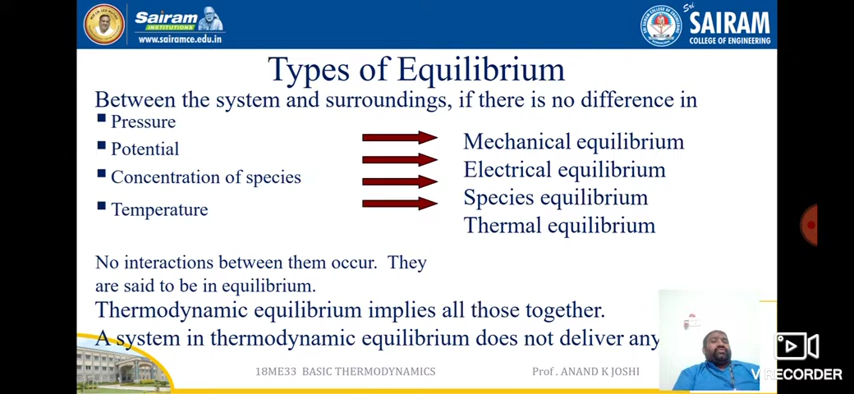 Sairam
INSTITUTIONS
www.sairamce.edu.in
Sri
SAIRAM
COLLEGE OF ENGINEERING
Types of Equilibrium
Between the system and surroundings, if there is no difference in
Pressure
Potential
Concentration of species
Temperature
Mechanical equilibrium
Electrical equilibrium
Species equilibrium
Thermal equilibrium
No interactions between them occur. They
are said to be in equilibrium.
Thermodynamic equilibrium implies all those together.
A system in thermodynamic equilibrium does not deliver any
18ME33 BASIC THERMODYNAMICS
Prof . ANAND K JOSHI
V RECORDER